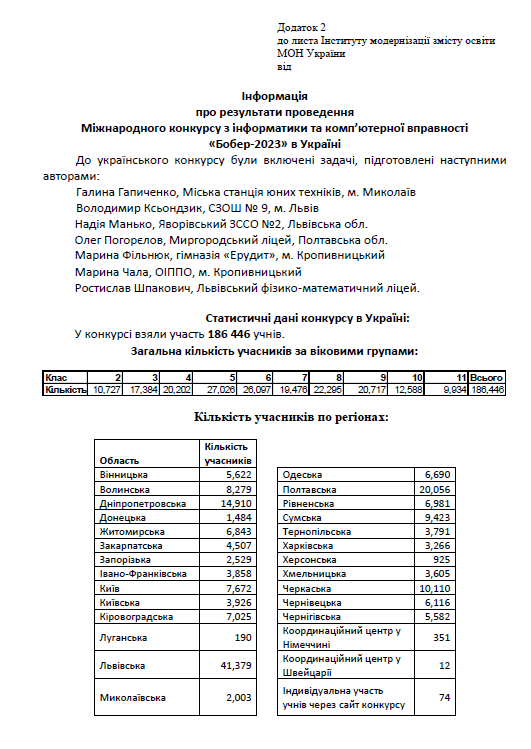 Додаток 2
до листа Інституту модернізації змісту освіти
МОН України
від
Інформація
про результати проведення
Міжнародного конкурсу з інформатики та комп’ютерної вправності
«Бобер-2023» в Україні
До українського конкурсу були включені задачі, підготовлені наступними
авторами:
Галина Гапиченко, Міська станція юних техніків, м. Миколаїв
Володимир Ксьондзик, СЗОШ № 9, м. Львів
Надія Манько, Яворівський ЗССО №2, Львівська обл.
Олег Погорєлов, Миргородський ліцей, Полтавська обл.
Марина Фільнюк, гімназія «Ерудит», м. Кропивницький
Марина Чала, ОІППО, м. Кропивницький
Ростислав Шпакович, Львівський фізико-математичний ліцей.
Статистичні дані конкурсу в Україні:
У конкурсі взяли участь 186 446 учнів.
Загальна кількість учасників за віковими групами:
Клас 2 3 4 5 6 7 8 9 10 11 Всього
Кількість 10,727 17,384 20,202 27,026 26,097 19,476 22,295 20,717 12,588 9,934 186,446
Кількість учасників по регіонах:
Область Кількість
учасників
Вінницька 5,622
Волинська 8,279
Дніпропетровська 14,910
Донецька 1,484
Житомирська 6,843
Закарпатська 4,507
Запорізька 2,529
Івано-Франківська 3,858
Київ 7,672
Київська 3,926
Кіровоградська 7,025
Луганська 190
Львівська 41,379
Миколаївська 2,003
Одеська 6,690
Полтавська 20,056
Рівненська 6,981
Сумська 9,423
Тернопільська 3,791
Харківська 3,266
Херсонська 925
Хмельницька 3,605
Черкаська 10,110
Чернівецька 6,116
Чернігівська 5,582
Координаційний центр у
Німеччині 351
Координаційний центр у
Швейцарії 12
Індивідуальна участь
учнів через сайт конкурсу 74